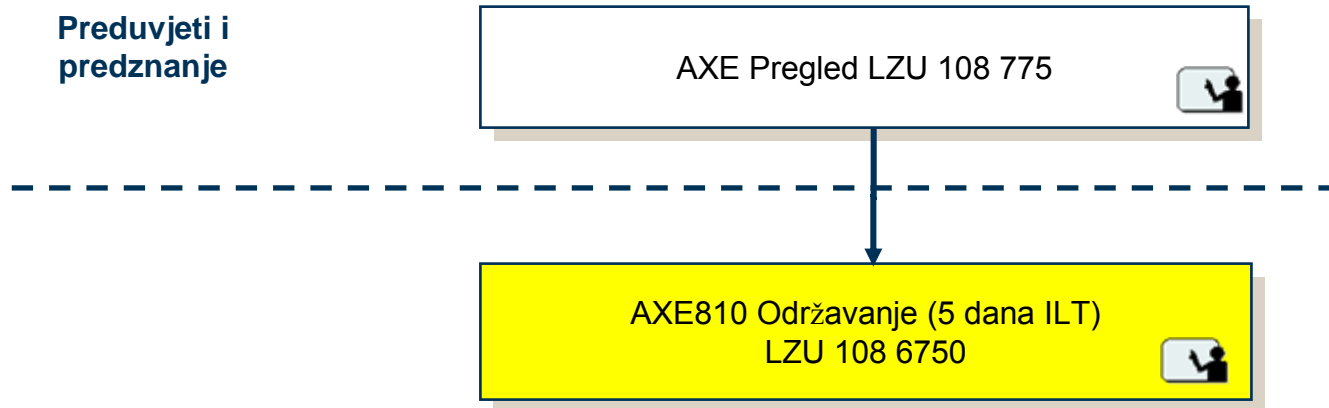 Preduvjeti i
predznanje
AXE Pregled LZU 108 775
AXE810 Održavanje (5 dana ILT)
LZU 108 6750